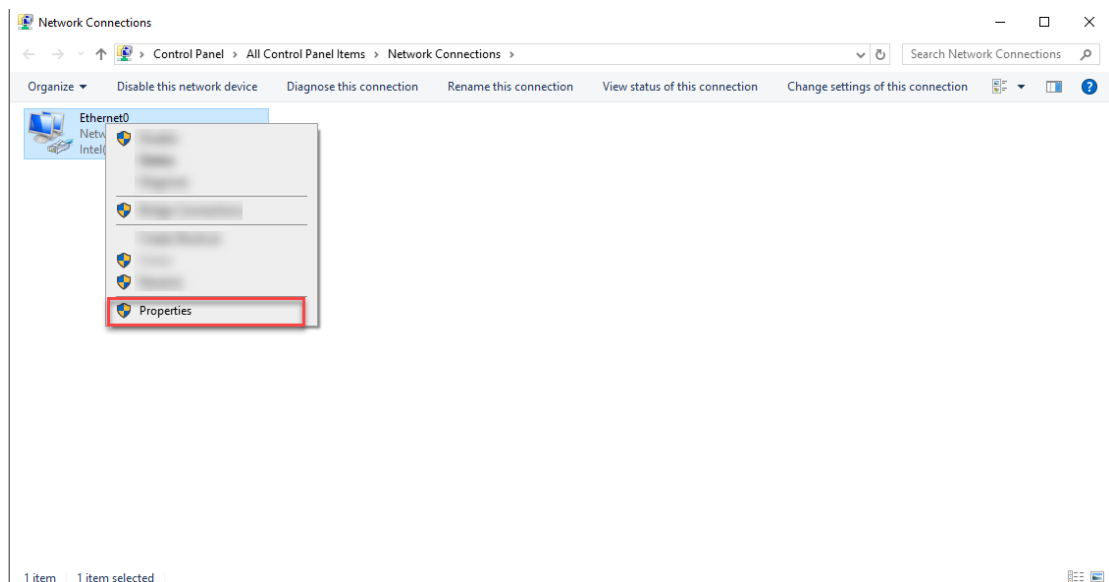 Network Connections
Control Panel > All Control Panel Items > Network Connections >
Search Network Connections
Organize Disable this network device Diagnose this connection Rename this connection View status of this connection Change settings of this connection
Ethernet0
Netw
Intel(
Properties
1 item 1 item selected